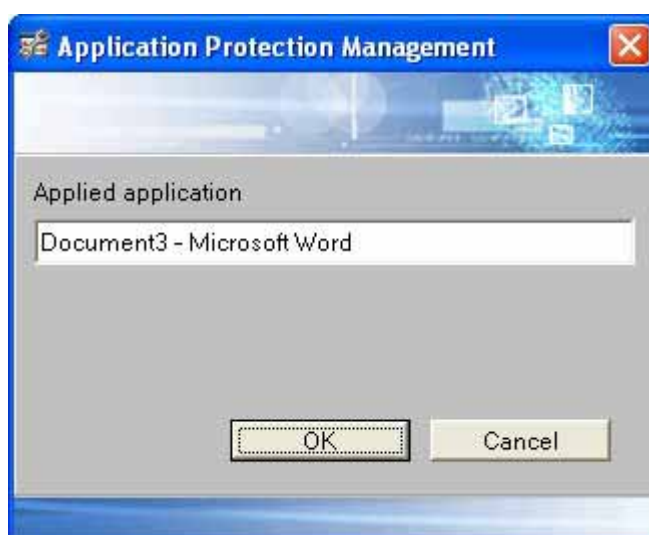 Application Protection Management
Applied application
Document3 - Microsoft Word
OK
Cancel